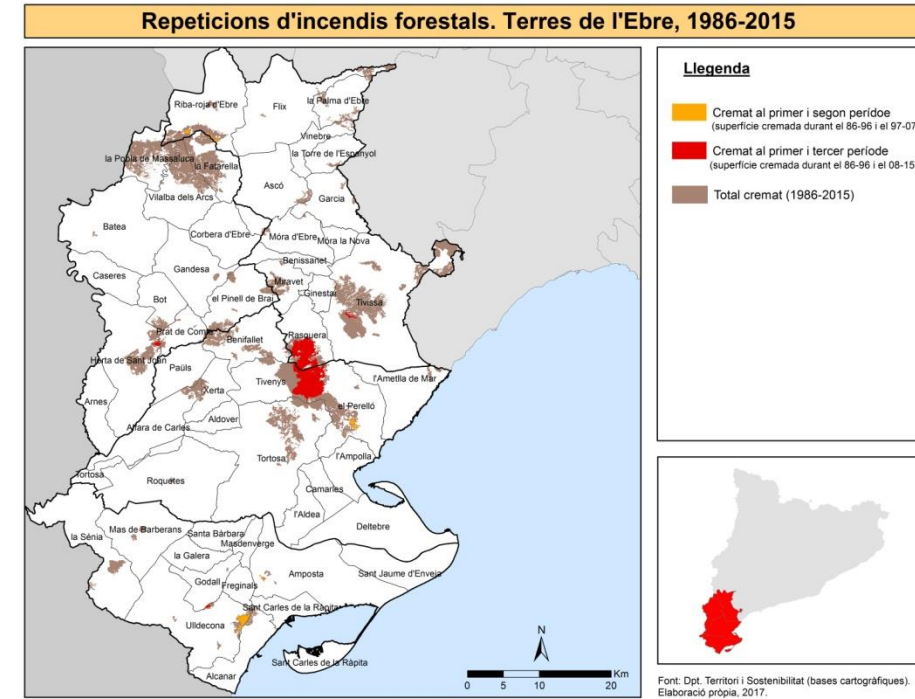 Repeticions d'incendis forestals. Terres de l'Ebre, 1986-2015
Llegenda
Cremat al primer i segon perídoe
(superfície cremada durant el 86-96 i el 97-07
Cremat al primer i tercer període
(superfície cremada durant el 86-96 i el 08-15
Total cremat (1986-2015)
Riba-roja d'Ebre
Flix
la Palma d'Ebre
Vinebre
la Torre de l'Espanyol
la Pobla de Massaluca
la Fatarella
Vilalba dels Arcs
Ascó
Garcia
Batea
Corbera d'Ebre
Móra d'Ebre
Móra la Nova
Benissanet
Gandesa
Caseres
Miravet
Ginestar
Tivissa
Bot
el Pinell de Brai
Prat de Comte
Benifallet
Rasquera
Horta de Sant Joan
Paüls
Tivenys
l'Ametlla de Mar
Arnes
Xerta
el Perelló
Aldover
Alfara de Carles
Tortosa
l'Ampolla
Tortosa
Roquetes
Camarles
l'Aldea
Deltebre
la Sénia
Mas de Barberans
Santa Bàrbara
Masdenverge
la Galera
Godall
Freginals
Amposta
Sant Jaume d'Enveja
Sant Carles de la Ràpita
Ulldecona
Sant Carles de la Ràpita
Alcanar
N
Km
0 5 10 20
Font: Dpt. Territori i Sostenibilitat (bases cartogràfiques).
Elaboració pròpia, 2017.